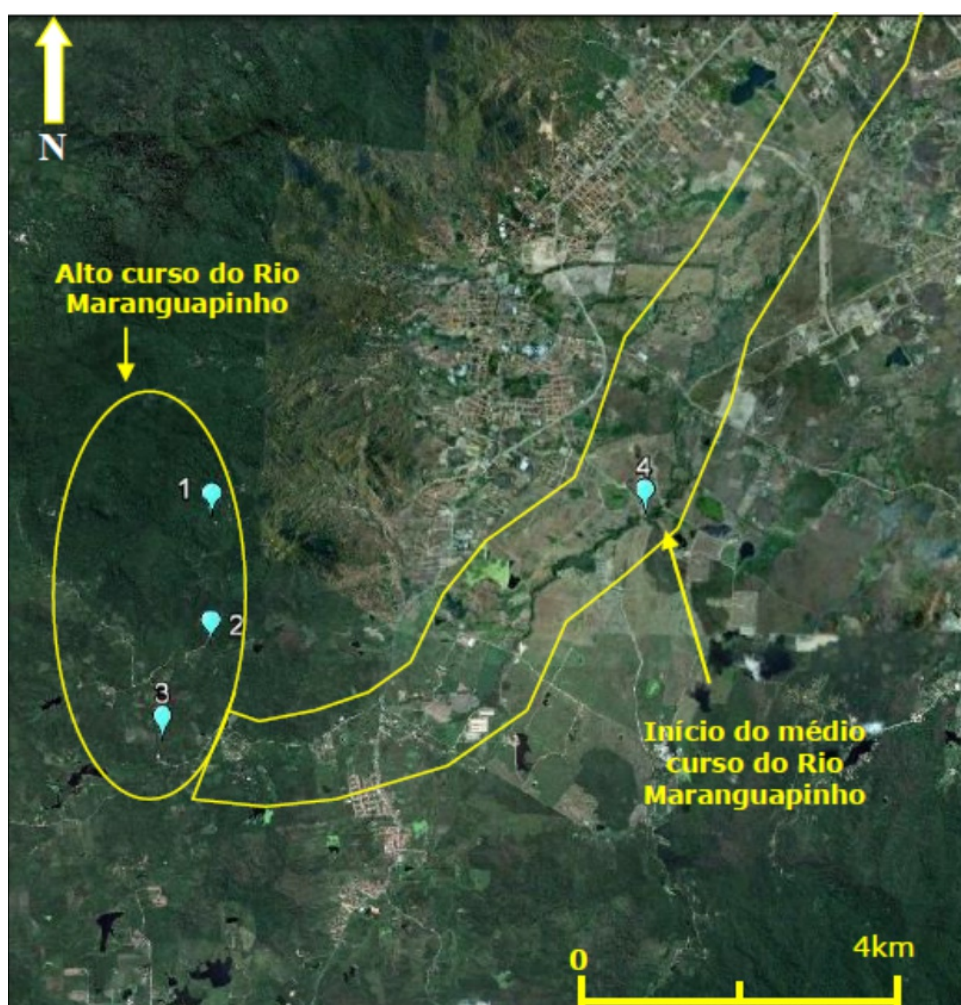 N
Alto curso do Rio
Maranguapinho
1
2
3
4
Início do médio
curso do Rio
Maranguapinho
0
4km